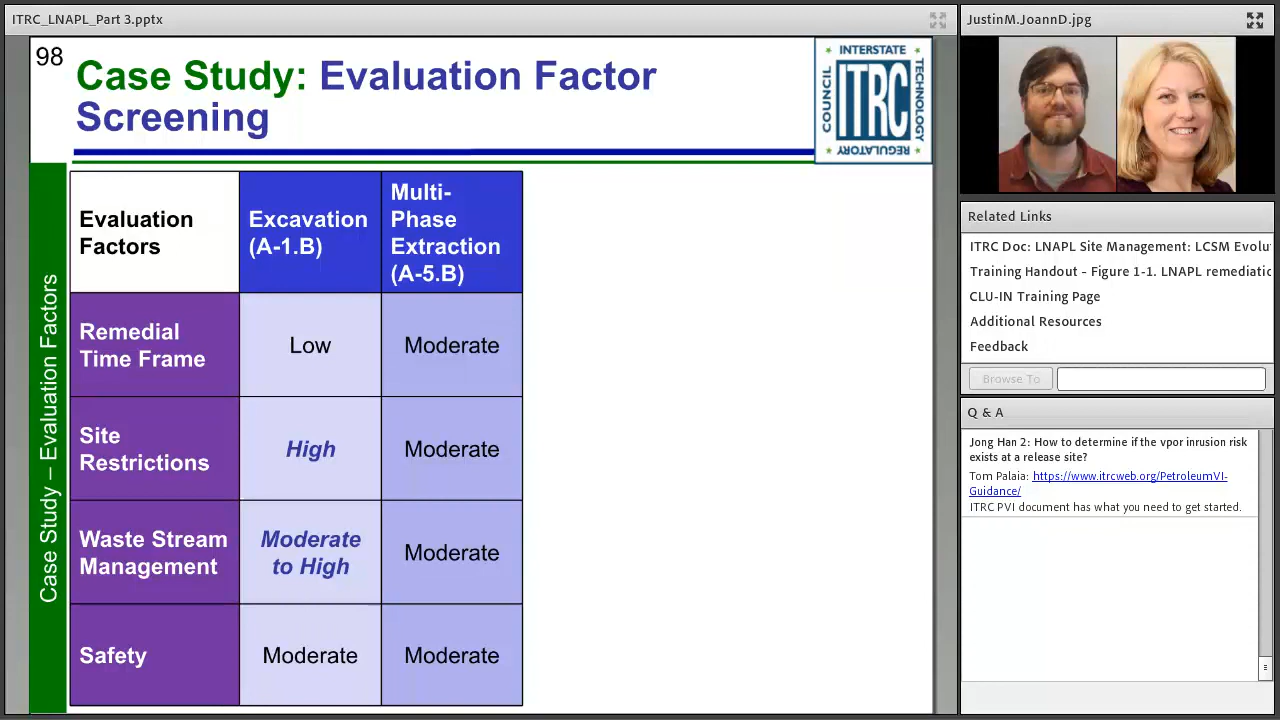 ITRC_LNAPL_Part 3.pptx
98
Case Study: Evaluation Factor
Screening
INTERSTATE
COUNCIL
ITRC
TECHNOLOGY
REGULATORY
Case Study – Evaluation Factors
Evaluation
Factors
Excavation
(A-1.B)
Multi-
Phase
Extraction
(A-5.B)
Remedial
Time Frame
Low
Moderate
Site
Restrictions
High
Moderate
Waste Stream
Management
Moderate
to High
Moderate
Safety
Moderate
Moderate
JustinM.JoannD.jpg
Related Links
ITRC Doc: LNAPL Site Management: LCSM Evolu
Training Handout - Figure 1-1. LNAPL remediatic
CLU-IN Training Page
Additional Resources
Feedback
Browse To
Q & A
Jong Han 2: How to determine if the vpor inrusion risk
exists at a release site?
Tom Palaia: https://www.itrcweb.org/PetroleumVI-
Guidance/
ITRC PVI document has what you need to get started.